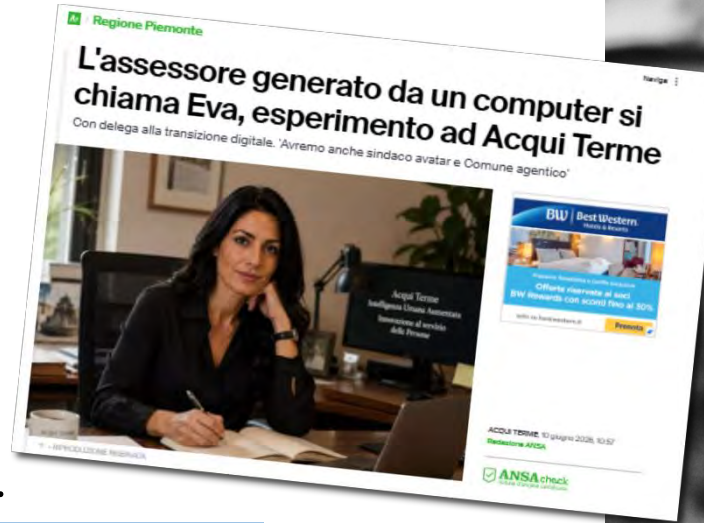 Ar / Regione Piemonte
Naviga
L'assessore generato da un computer si
chiama Eva, esperimento ad Acqui Terme
Con delega alla transizione digitale. 'Avremo anche sindaco avatar e Comune agentico'
BW | Best Western
Hotels & Resorts
Offerte riservate ai soci
BW Rewards con sconti fino al 30%
Prenota
Acqui Terme
Intelligenza Umana Aumentata
Innovazione al servizio
delle Persone
ACQUI TERME, 10 giugno 2026, 10:57
Redazione ANSA
ANSAcheck
- RIPRODUZIONE RISERVATA
.